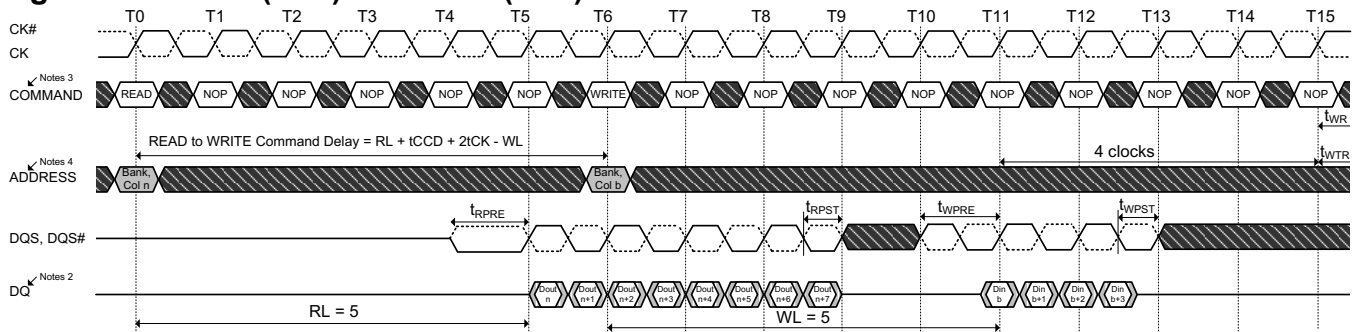 T0 T1 T2 T3 T4 T5 T6 T7 T8 T9 T10 T11 T12 T13 T14 T15
CK#
CK
Notes 3
COMMAND READ NOP NOP NOP NOP NOP WRITE NOP NOP NOP NOP NOP NOP NOP NOP NOP
tWR
READ to WRITE Command Delay = RL + tCCD + 2tCK - WL
4 clocks
tWTR
Notes 4
ADDRESS
Bank, Col n
Bank, Col b
tRPRE tRPST tWPRE tWPST
DQS, DQS#
Notes 2
DQ
Dout n
Dout n+1
Dout n+2
Dout n+3
Dout n+4
Dout n+5
Dout n+6
Dout n+7
Din b
Din b+1
Din b+2
Din b+3
RL = 5
WL = 5